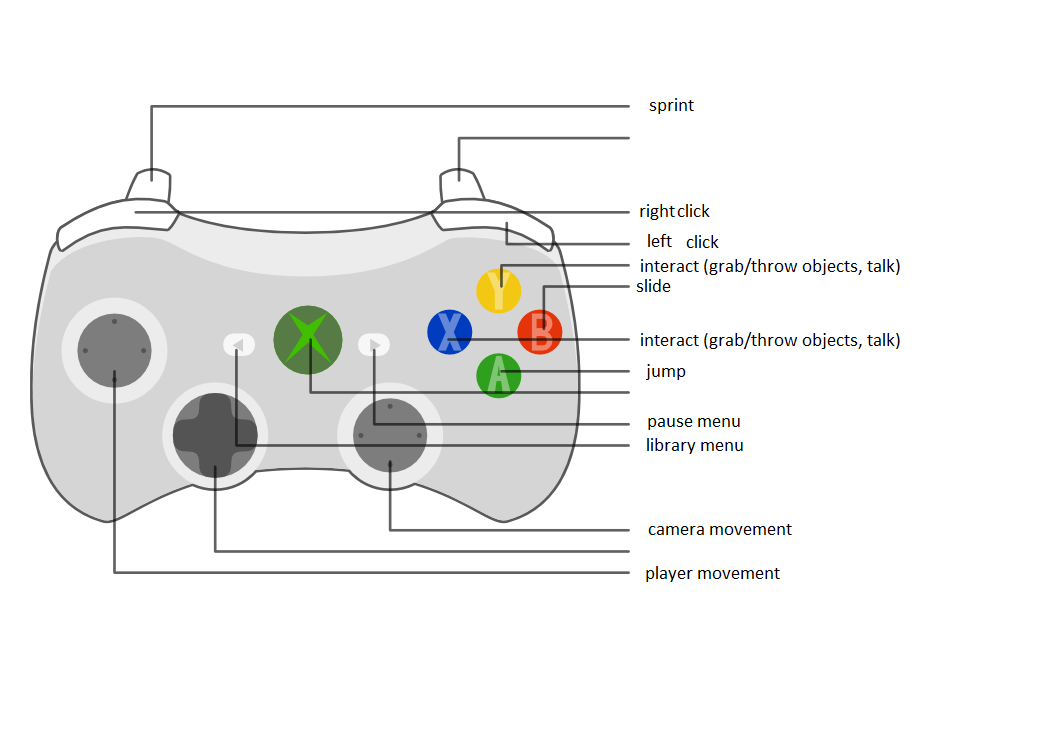 sprint
right click
left click
interact (grab/throw objects, talk)
slide
Y
X
B
interact (grab/throw objects, talk)
A
jump
pause menu
library menu
camera movement
player movement